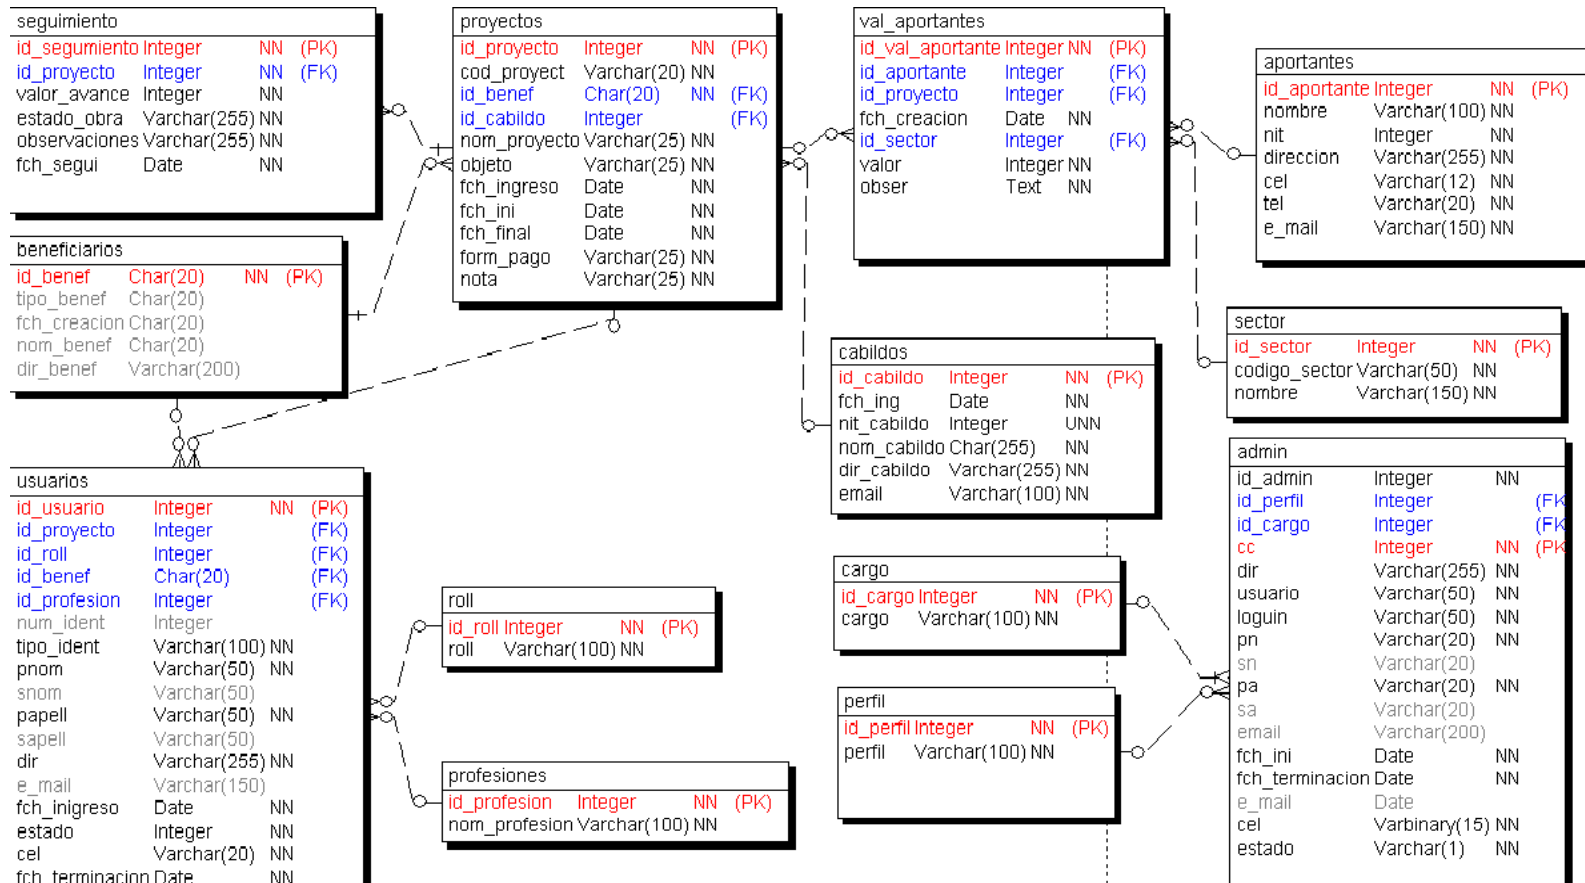 seguimiento
id_segumiento Integer NN (PK)
id_proyecto Integer NN (FK)
valor_avance Integer NN
estado_obra Varchar(255) NN
observaciones Varchar(255) NN
fch_segui Date NN
proyectos
id_proyecto Integer NN (PK)
cod_proyect Varchar(20) NN
id_benef Char(20) NN (FK)
id_cabildo Integer (FK)
nom_proyecto Varchar(25) NN
objeto Varchar(25) NN
fch_ingreso Date NN
fch_ini Date NN
fch_final Date NN
form_pago Varchar(25) NN
nota Varchar(25) NN
val_aportantes
id_val_aportante Integer NN (PK)
id_aportante Integer (FK)
id_proyecto Integer (FK)
fch_creacion Date NN
id_sector Integer (FK)
valor Integer NN
obser Text NN
aportantes
id_aportante Integer NN (PK)
nombre Varchar(100) NN
nit Integer NN
direccion Varchar(255) NN
cel Varchar(12) NN
tel Varchar(20) NN
e_mail Varchar(150) NN
beneficiarios
id_benef Char(20) NN (PK)
tipo_benef Char(20)
fch_creacion Char(20)
nom_benef Char(20)
dir_benef Varchar(200)
sector
id_sector Integer NN (PK)
codigo_sector Varchar(50) NN
nombre Varchar(150) NN
cabildos
id_cabildo Integer NN (PK)
fch_ing Date NN
nit_cabildo Integer UNN
nom_cabildo Char(255) NN
dir_cabildo Varchar(255) NN
email Varchar(100) NN
usuarios
id_usuario Integer NN (PK)
id_proyecto Integer (FK)
id_roll Integer (FK)
id_benef Char(20) (FK)
id_profesion Integer (FK)
num_ident Integer
tipo_ident Varchar(100) NN
pnom Varchar(50) NN
snom Varchar(50)
papell Varchar(50) NN
sapell Varchar(50)
dir Varchar(255) NN
e_mail Varchar(150)
fch_inigreso Date NN
estado Integer NN
cel Varchar(20) NN
fch_terminacion Date NN
roll
id_roll Integer NN (PK)
roll Varchar(100) NN
profesiones
id_profesion Integer NN (PK)
nom_profesion Varchar(100) NN
cargo
id_cargo Integer NN (PK)
cargo Varchar(100) NN
perfil
id_perfil Integer NN (PK)
perfil Varchar(100) NN
admin
id_admin Integer NN
id_perfil Integer (FK
id_cargo Integer (FK
cc Integer NN (PK
dir Varchar(255) NN
usuario Varchar(50) NN
loguin Varchar(50) NN
pn Varchar(20) NN
sn Varchar(20)
pa Varchar(20) NN
sa Varchar(20)
email Varchar(200)
fch_ini Date NN
fch_terminacion Date NN
e_mail Date
cel Varbinary(15) NN
estado Varchar(1) NN